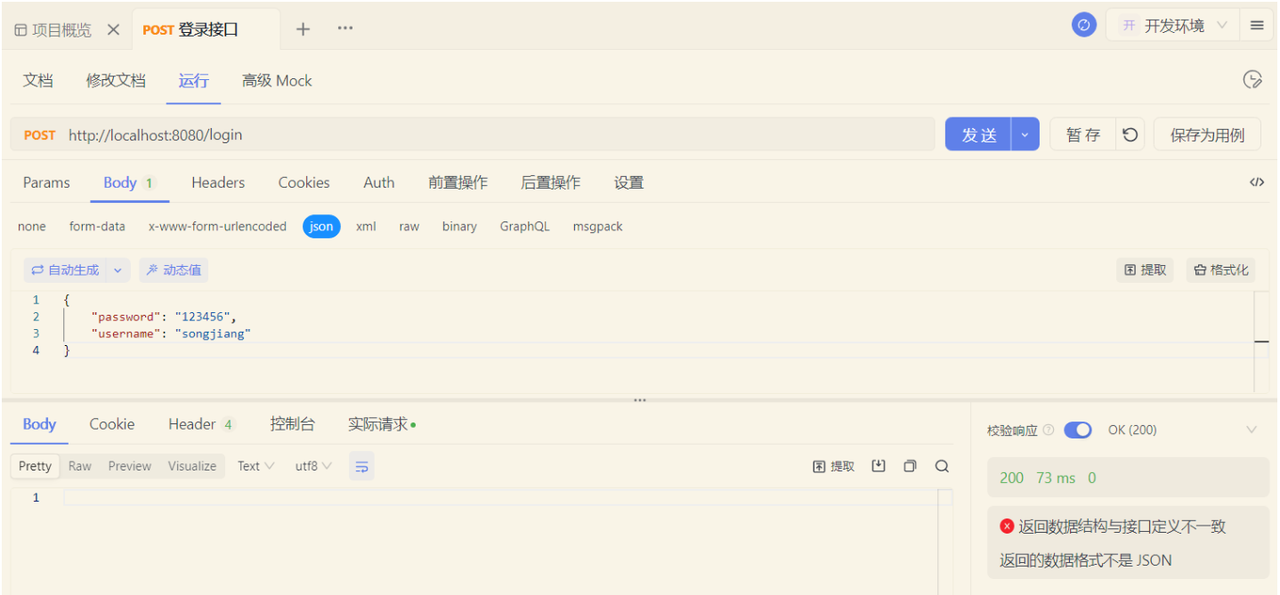 项目概览
POST 登录接口
开 开发环境
文档 修改文档 运行 高级 Mock
POST http://localhost:8080/login
发 送 暂 存 保存为用例
Params Body 1 Headers Cookies Auth 前置操作 后置操作 设置
none form-data x-www-form-urlencoded json xml raw binary GraphQL msgpack
自动生成 动态值 提取 格式化
1 {
2 "password": "123456",
3 "username": "songjiang"
4 }
Body Cookie Header 4 控制台 实际请求
Pretty Raw Preview Visualize Text utf8 提取
1
校验响应 OK (200)
200 73 ms 0
返回数据结构与接口定义不一致
返回的数据格式不是 JSON